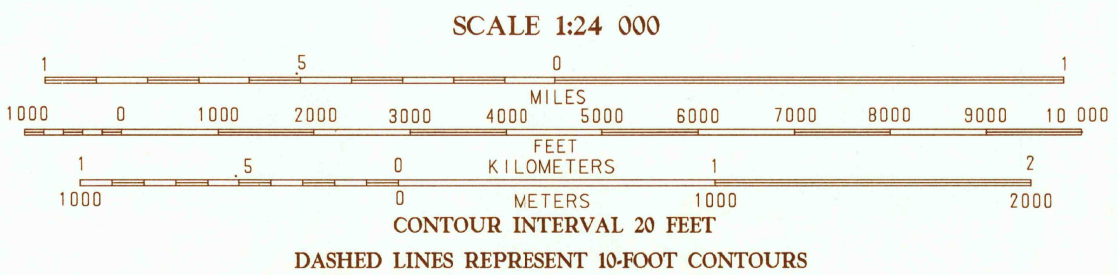 SCALE 1:24 000
1 .5 0 1
MILES
1000 0 1000 2000 3000 4000 5000 6000 7000 8000 9000 10 000
FEET
1 .5 0 KILOMETERS 1 2
1000 0 METERS 1000 2000
CONTOUR INTERVAL 20 FEET
DASHED LINES REPRESENT 10-FOOT CONTOURS